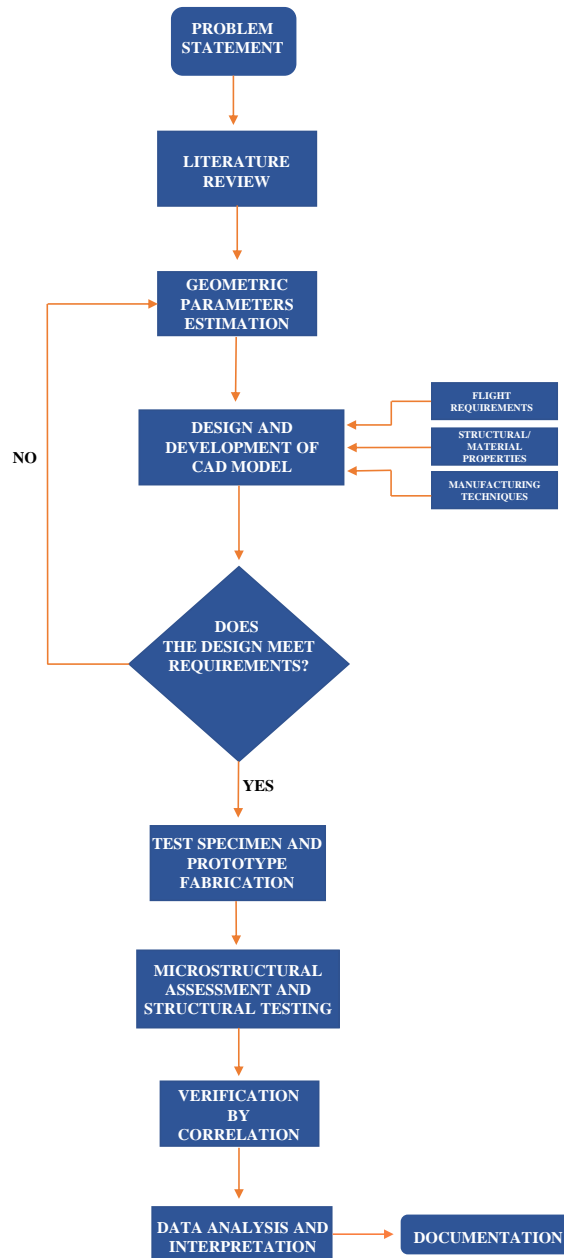 PROBLEM
STATEMENT
LITERATURE
REVIEW
GEOMETRIC
PARAMETERS
ESTIMATION
DESIGN AND
DEVELOPMENT OF
CAD MODEL
FLIGHT
REQUIREMENTS
STRUCTURAL/
MATERIAL
PROPERTIES
MANUFACTURING
TECHNIQUES
NO
DOES
THE DESIGN MEET
REQUIREMENTS?
YES
TEST SPECIMEN AND
PROTOTYPE
FABRICATION
MICROSTRUCTURAL
ASSESSMENT AND
STRUCTURAL TESTING
VERIFICATION
BY
CORRELATION
DATA ANALYSIS AND
INTERPRETATION
DOCUMENTATION